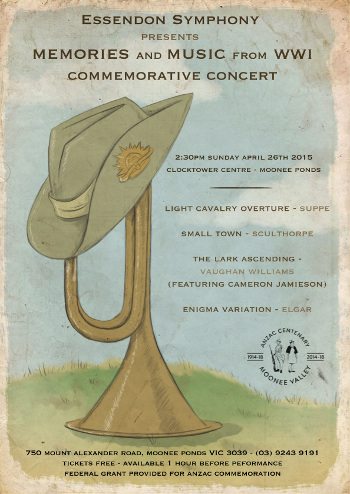 Essendon Symphony
presents
Memories and Music from WWI
Commemorative Concert
2:30pm Sunday April 26th 2015
Clocktower Centre - Moonee Ponds
Light Cavalry Overture - Suppe
Small Town - Sculthorpe
The Lark Ascending -
Vaughan Williams
(featuring Cameron Jamieson)
Enigma Variation - Elgar
ANZAC CENTENARY
1914-18 2014-18
MOONEE VALLEY
750 Mount Alexander Road, Moonee Ponds VIC 3039 - (03) 9243 9191
Tickets Free - Available 1 hour before peformance
Federal Grant provided for ANZAC Commemoration